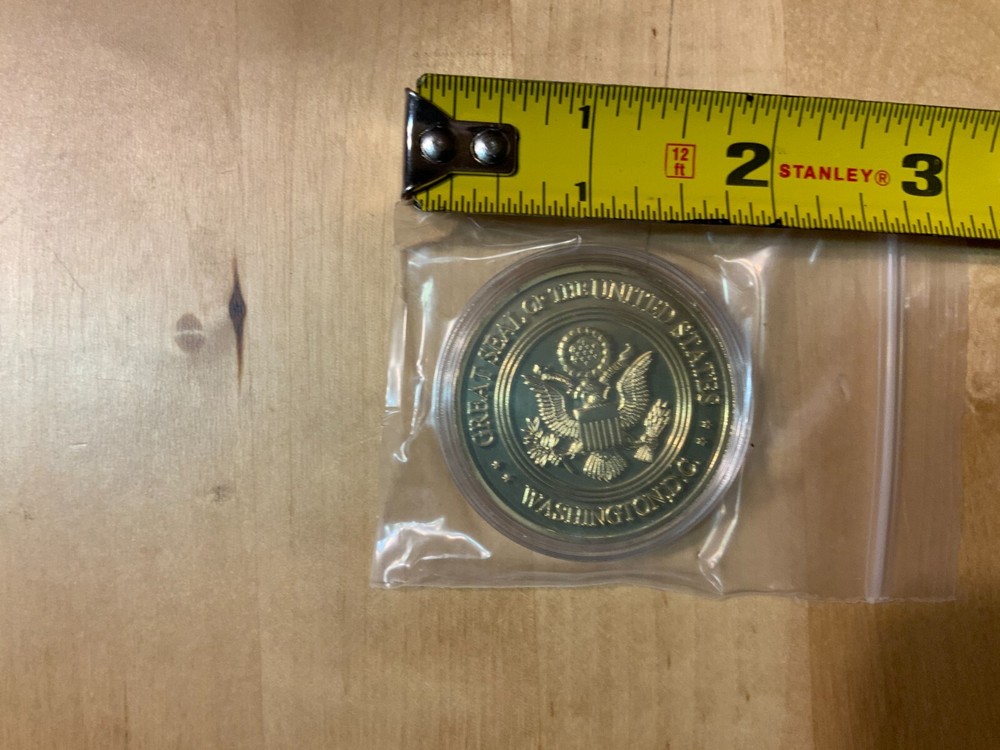 1
12
ft
2
STANLEY®
3
1
GREAT SEAL OF THE UNITED STATES
WASHINGTON, D.C.